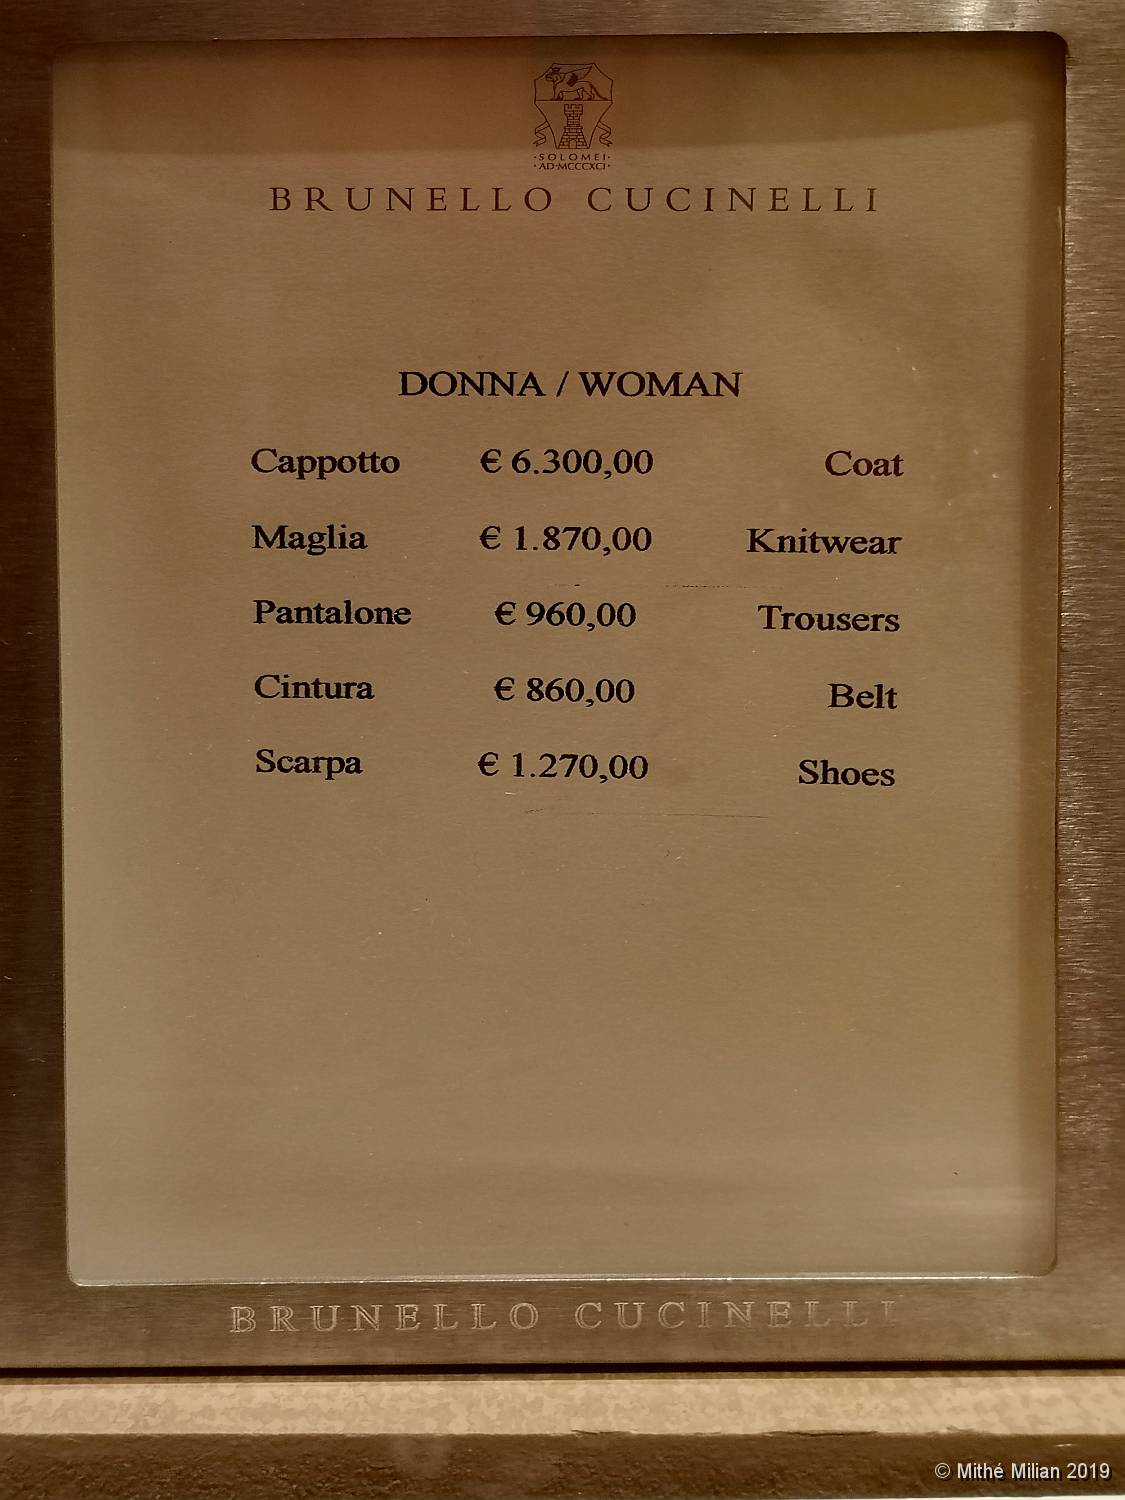 ·SOLOMEI·
·AD·MCCCXCI·
BRUNELLO CUCINELLI
DONNA / WOMAN
Cappotto € 6.300,00 Coat
Maglia € 1.870,00 Knitwear
Pantalone € 960,00 Trousers
Cintura € 860,00 Belt
Scarpa € 1.270,00 Shoes
BRUNELLO CUCINELLI
© Mithé Milian 2019